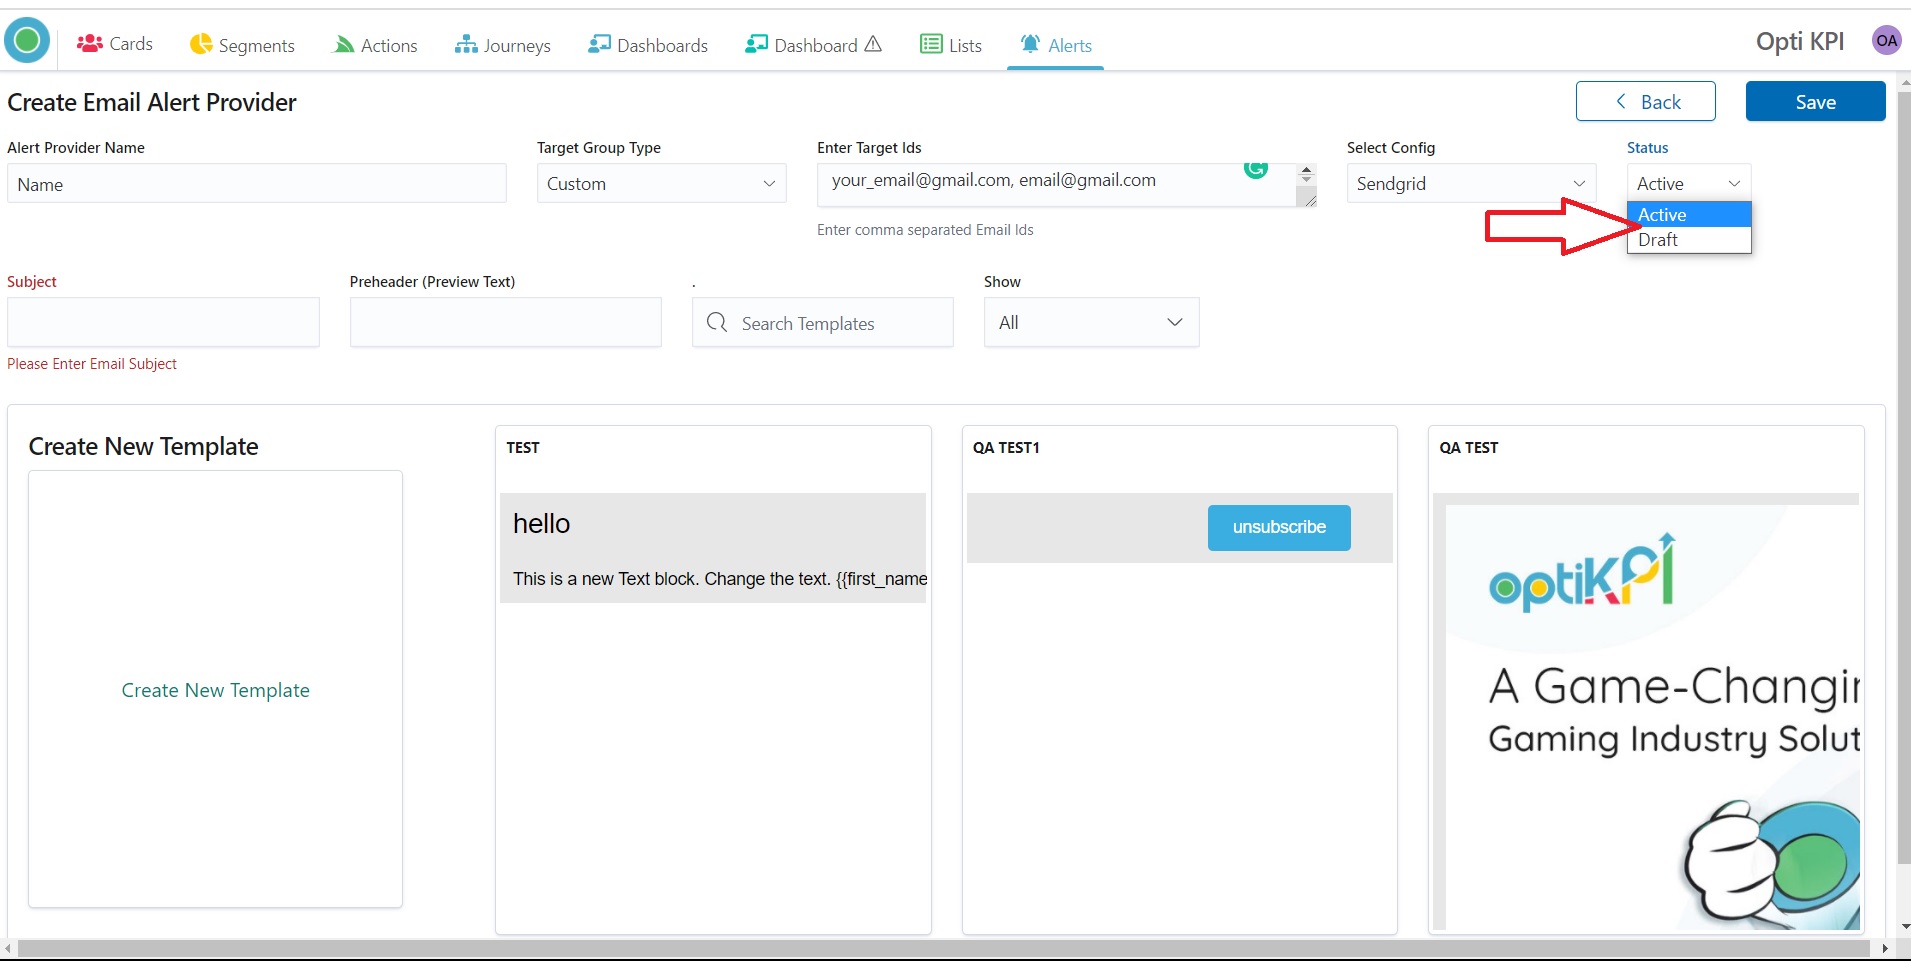 Cards Segments Actions Journeys Dashboards Dashboard Lists Alerts Opti KPI OA
Create Email Alert Provider
Back
Save
Alert Provider Name
Target Group Type
Enter Target Ids
Select Config
Status
Name
Custom
your_email@gmail.com, email@gmail.com
Sendgrid
Active
Active
Draft
Enter comma separated Email Ids
Subject
Preheader (Preview Text)
.
Show
Search Templates
All
Please Enter Email Subject
Create New Template
Create New Template
TEST
hello
This is a new Text block. Change the text. {{first_name
QA TEST1
unsubscribe
QA TEST
optiKPI
A Game-Changin
Gaming Industry Solut